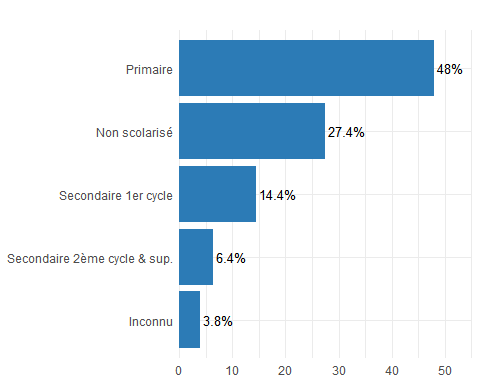 Primaire 48%
Non scolarisé 27.4%
Secondaire 1er cycle 14.4%
Secondaire 2ème cycle & sup. 6.4%
Inconnu 3.8%
0 10 20 30 40 50